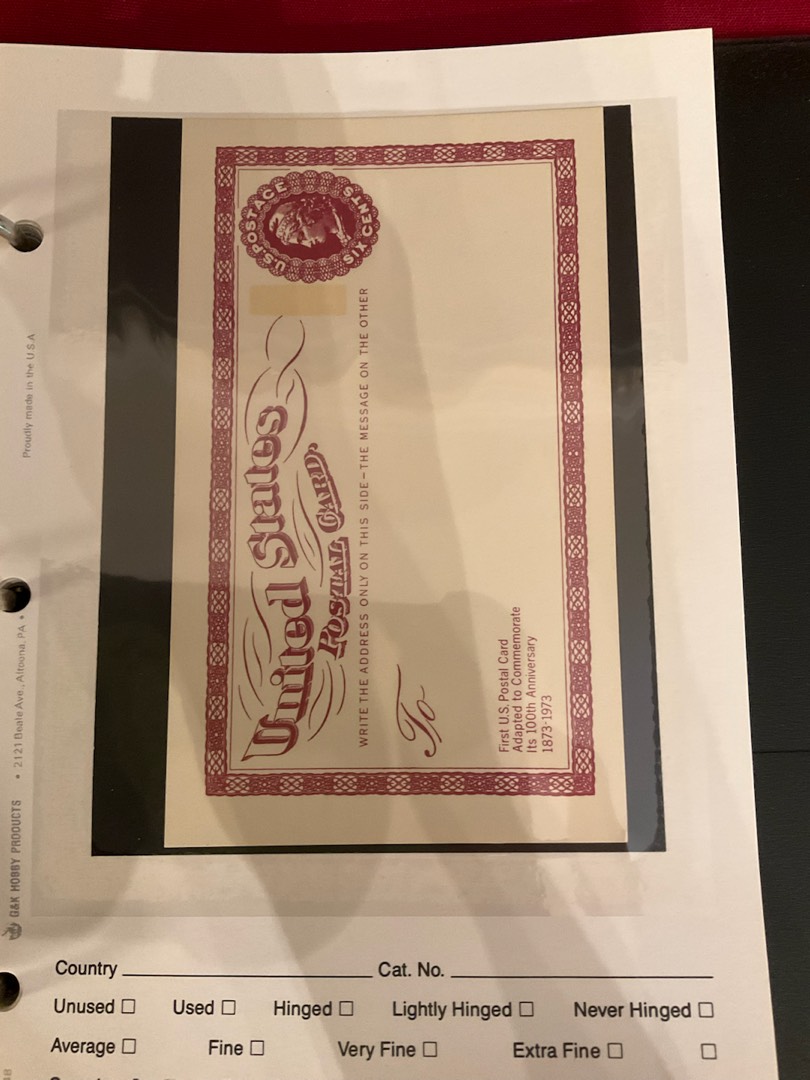 U.S. POSTAGE
SIX CENTS
United States
POSTAL CARD,
WRITE THE ADDRESS ONLY ON THIS SIDE—THE MESSAGE ON THE OTHER
To
First U.S. Postal Card
Adapted to Commemorate
Its 100th Anniversary
1873-1973
Proudly made in the U.S.A
G&K HOBBY PRODUCTS • 2121 Beale Ave., Altoona, PA •
Country Cat. No.
Unused □ Used □ Hinged □ Lightly Hinged □ Never Hinged □
Average □ Fine □ Very Fine □ Extra Fine □ □